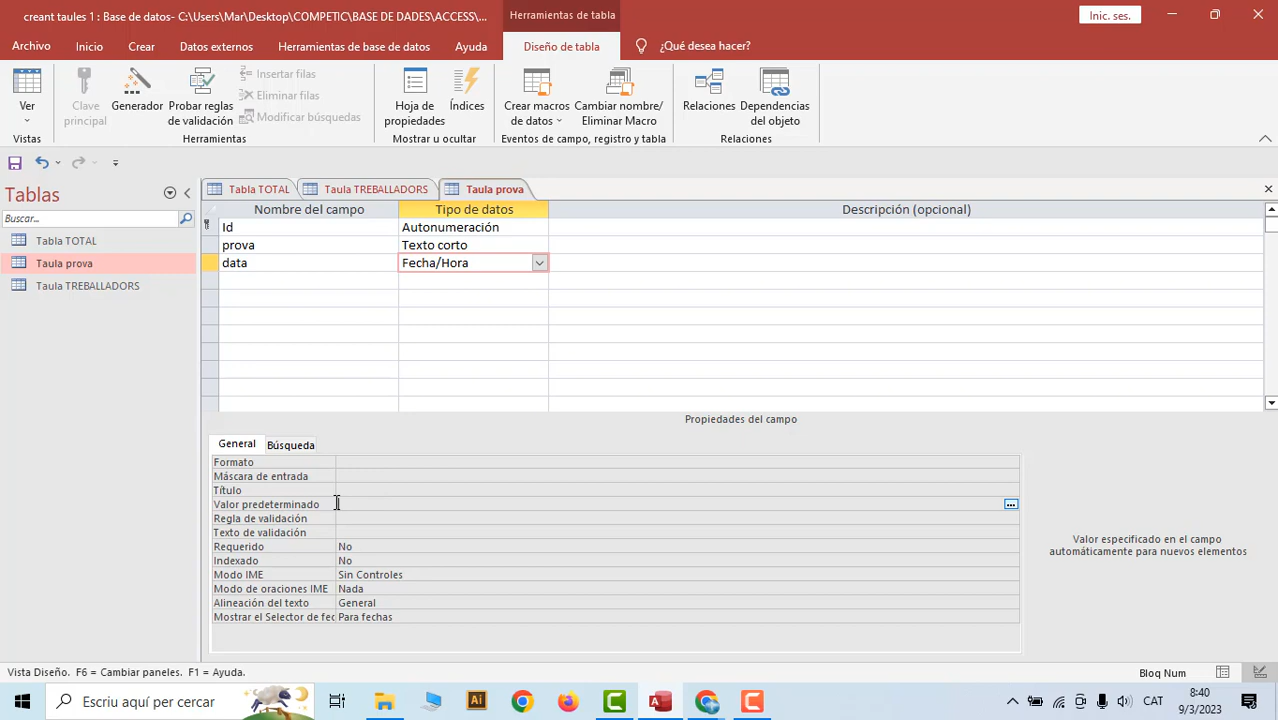 creant taules 1 : Base de datos- C:\Users\Mar\Desktop\COMPETIC\BASE DE DADES\ACCESS\...
Herramientas de tabla
Inic. ses.
Archivo
Inicio
Crear
Datos externos
Herramientas de base de datos
Ayuda
Diseño de tabla
¿Qué desea hacer?
Ver
Clave principal
Generador
Probar reglas de validación
Insertar filas
Eliminar filas
Modificar búsquedas
Hoja de propiedades
Índices
Crear macros de datos
Cambiar nombre/ Eliminar Macro
Relaciones
Dependencias del objeto
Vistas
Herramientas
Mostrar u ocultar
Eventos de campo, registro y tabla
Relaciones
Tablas
Buscar...
Tabla TOTAL
Taula prova
Taula TREBALLADORS
Tabla TOTAL
Taula TREBALLADORS
Taula prova
Nombre del campo
Tipo de datos
Descripción (opcional)
Id
Autonumeración
prova
Texto corto
data
Fecha/Hora
Propiedades del campo
General
Búsqueda
Formato
Máscara de entrada
Título
Valor predeterminado
Regla de validación
Texto de validación
Requerido
No
Indexado
No
Modo IME
Sin Controles
Modo de oraciones IME
Nada
Alineación del texto
General
Mostrar el Selector de fec
Para fechas
Valor especificado en el campo
automáticamente para nuevos elementos
Vista Diseño. F6 = Cambiar paneles. F1 = Ayuda.
Bloq Num
Escriu aquí per cercar
Ai
CAT
8:40
9/3/2023